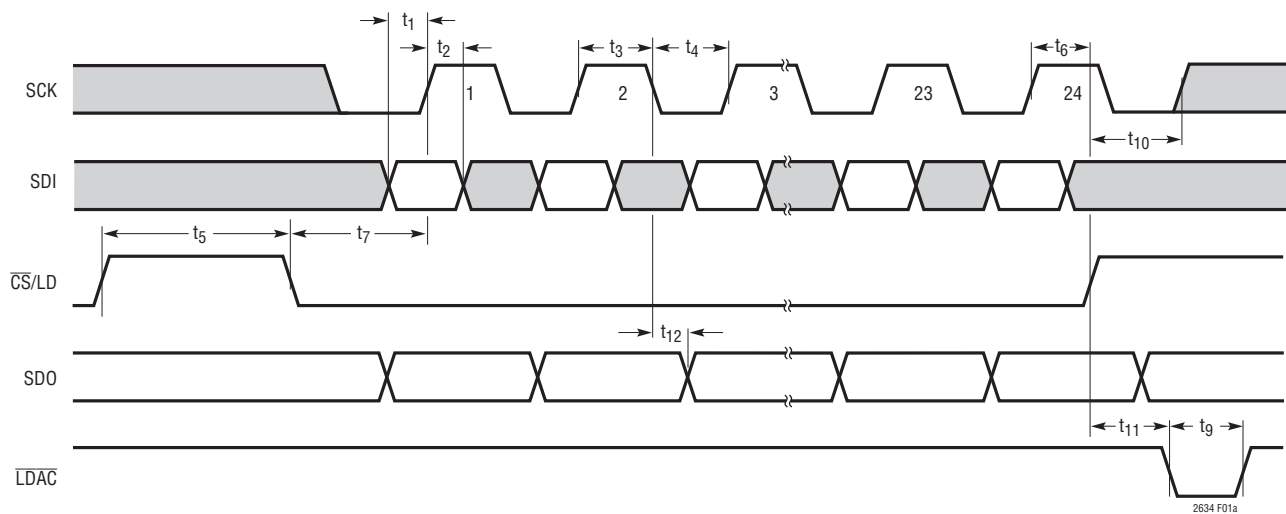 t1
t2 t3 t4 t6
SCK 1 2 3 23 24
t10
SDI
t5 t7
CS/LD
t12
SDO
t11 t9
LDAC
2634 F01a